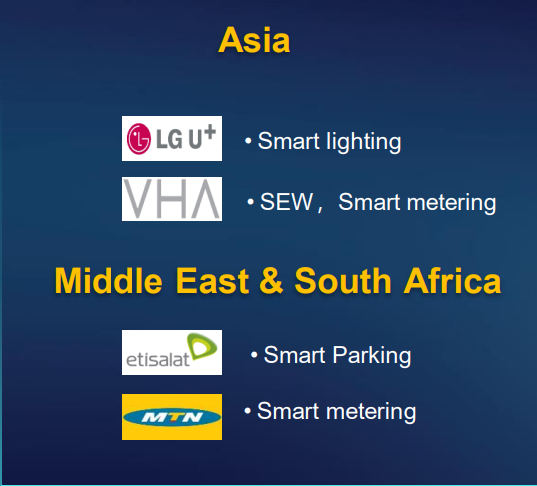 Asia
LG U+ • Smart lighting
VHA • SEW，Smart metering
Middle East & South Africa
etisalat • Smart Parking
MTN • Smart metering